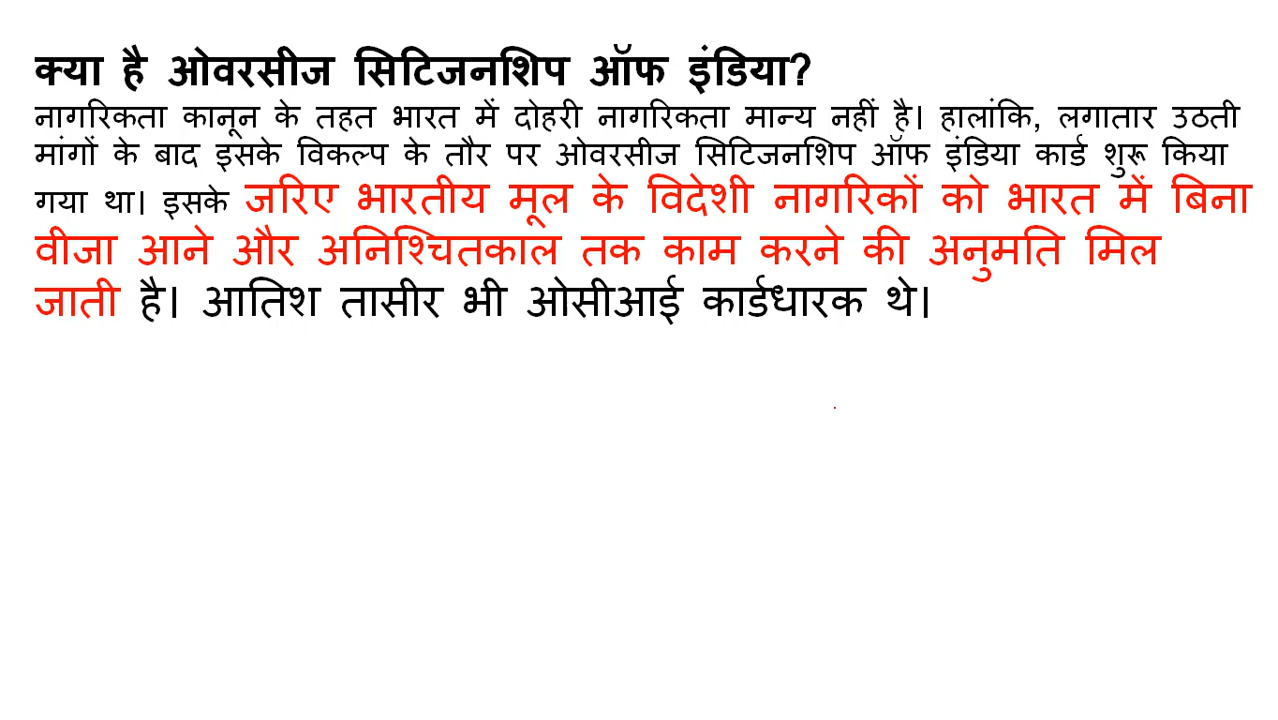 क्या है ओवरसीज सिटिजनशिप ऑफ इंडिया?
नागरिकता कानून के तहत भारत में दोहरी नागरिकता मान्य नहीं है। हालांकि, लगातार उठती
मांगों के बाद इसके विकल्प के तौर पर ओवरसीज सिटिजनशिप ऑफ इंडिया कार्ड शुरू किया
गया था। इसके जरिए भारतीय मूल के विदेशी नागरिकों को भारत में बिना
वीजा आने और अनिश्चितकाल तक काम करने की अनुमति मिल
जाती है। आतिश तासीर भी ओसीआई कार्डधारक थे।